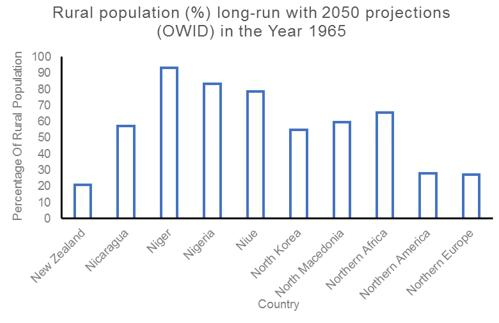 Rural population (%) long-run with 2050 projections
(OWID) in the Year 1965
Percentage Of Rural Population
100
90
80
70
60
50
40
30
20
10
0
New Zealand
Nicaragua
Niger
Nigeria
Niue
North Korea
North Macedonia
Northern Africa
Northern America
Northern Europe
Country